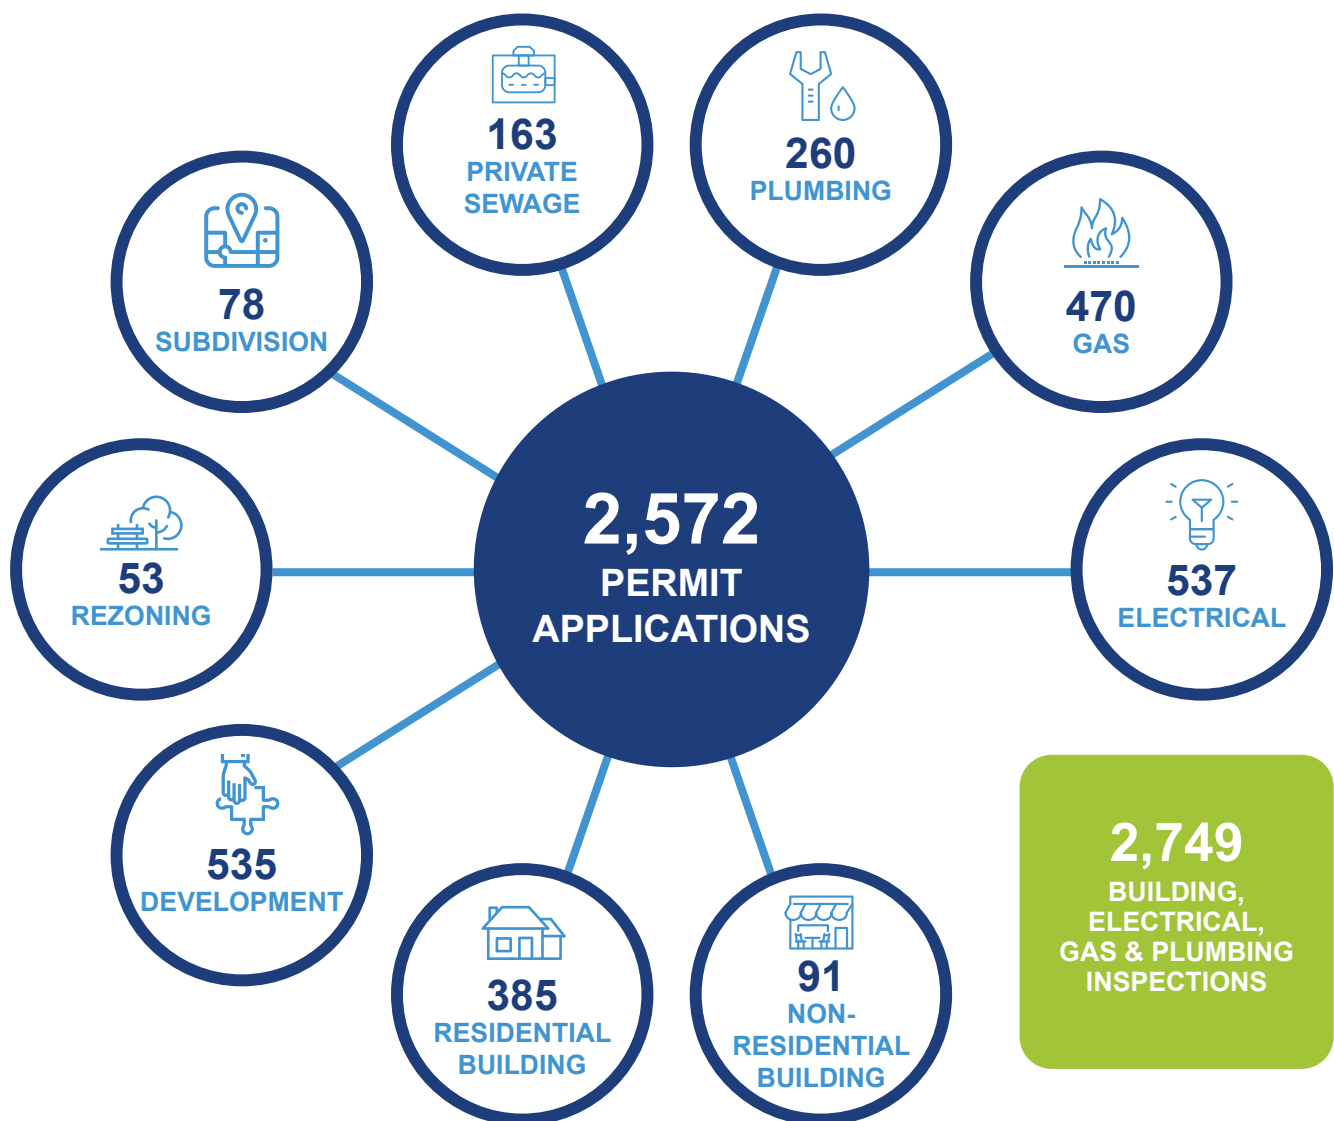 163
PRIVATE
SEWAGE
260
PLUMBING
78
SUBDIVISION
470
GAS
2,572
PERMIT
APPLICATIONS
53
REZONING
537
ELECTRICAL
535
DEVELOPMENT
385
RESIDENTIAL
BUILDING
91
NON-
RESIDENTIAL
BUILDING
2,749
BUILDING,
ELECTRICAL,
GAS & PLUMBING
INSPECTIONS